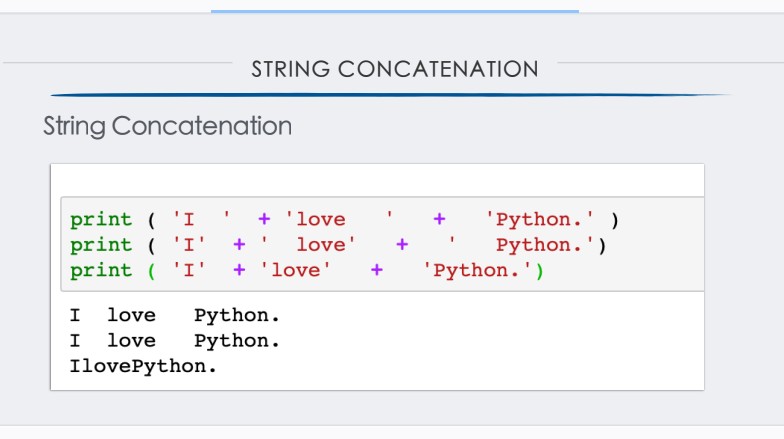 STRING CONCATENATION
String Concatenation
print ( 'I  ' + 'love   '   +   'Python.' )
print ( 'I'  + '  love'   +   '   Python.')
print ( 'I'  + 'love'   +   'Python.')
I  love   Python.
I  love   Python.
IlovePython.